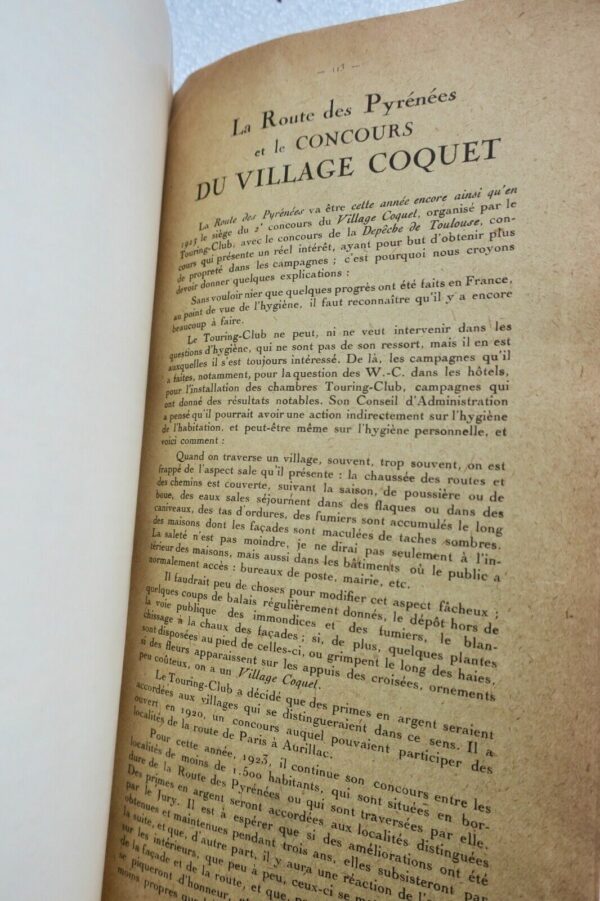 — 113 —
La Route des Pyrénées
et le CONCOURS
DU VILLAGE COQUET
La Route des Pyrénées va être cette année encore ainsi qu'en
1923 le siège du 2e concours du Village Coquet, organisé par le
Touring-Club, avec le concours de la Depêche de Toulouse, con-
cours qui présente un réel intérêt, ayant pour but d'obtenir plus
de propreté dans les campagnes ; c'est pourquoi nous croyons
devoir donner quelques explications :
Sans vouloir nier que quelques progrès ont été faits en France,
au point de vue de l'hygiène, il faut reconnaître qu'il y a encore
beaucoup à faire.
Le Touring-Club ne peut, ni ne veut intervenir dans les
questions d'hygiène, qui ne sont pas de son ressort, mais il en est
auxquelles il s'est toujours intéressé. De là, les campagnes qu'il
a faites, notamment, pour la question des W.-C. dans les hôtels,
pour l'installation des chambres Touring-Club, campagnes qui
ont donné des résultats notables. Son Conseil d'Administration
a pensé qu'il pourrait avoir une action indirectement sur l'hygiène
de l'habitation, et peut-être même sur l'hygiène personnelle, et
voici comment :
Quand on traverse un village, souvent, trop souvent, on est
frappé de l'aspect sale qu'il présente : la chaussée des routes et
des chemins est couverte, suivant la saison, de poussière ou de
boue, des eaux sales séjournent dans des flaques ou dans des
caniveaux, des tas d'ordures, des fumiers sont accumulés le long
des maisons dont les façades sont maculées de taches sombres.
La saleté n'est pas moindre, je ne dirai pas seulement à l'in-
térieur des maisons, mais aussi dans les bâtiments où le public a
normalement accès : bureaux de poste, mairie, etc.
Il faudrait peu de choses pour modifier cet aspect fâcheux ;
quelques coups de balais régulièrement donnés, le dépôt hors de
la voie publique des immondices et des fumiers, le blan-
chissage à la chaux des façades ; si, de plus, quelques plantes
sont disposées au pied de celles-ci, ou grimpent le long des haies,
si des fleurs apparaissent sur les appuis des croisées, ornements
peu coûteux, on a un Village Coquet.
Le Touring-Club a décidé que des primes en argent seraient
accordées aux villages qui se distingueraient dans ce sens. Il a
ouvert en 1920, un concours auquel pouvaient participer des
localités de la route de Paris à Aurillac.
Pour cette année, 1923, il continue son concours entre les
localités de moins de 1.500 habitants, qui sont situées en bor-
dure de la Route des Pyrénées ou qui sont traversées par elle.
Des primes en argent seront accordées aux localités distinguées
par le Jury. Il est à espérer que si des améliorations ont été
obtenues et maintenues pendant trois ans, elles subsisteront par
la suite, et que, d'autre part, il y aura une réaction de l'
sur les intérieurs, que peu à peu, ceux-ci se
de la façade et de la route, et que,
se piqueront d'honneur,
moins propres que